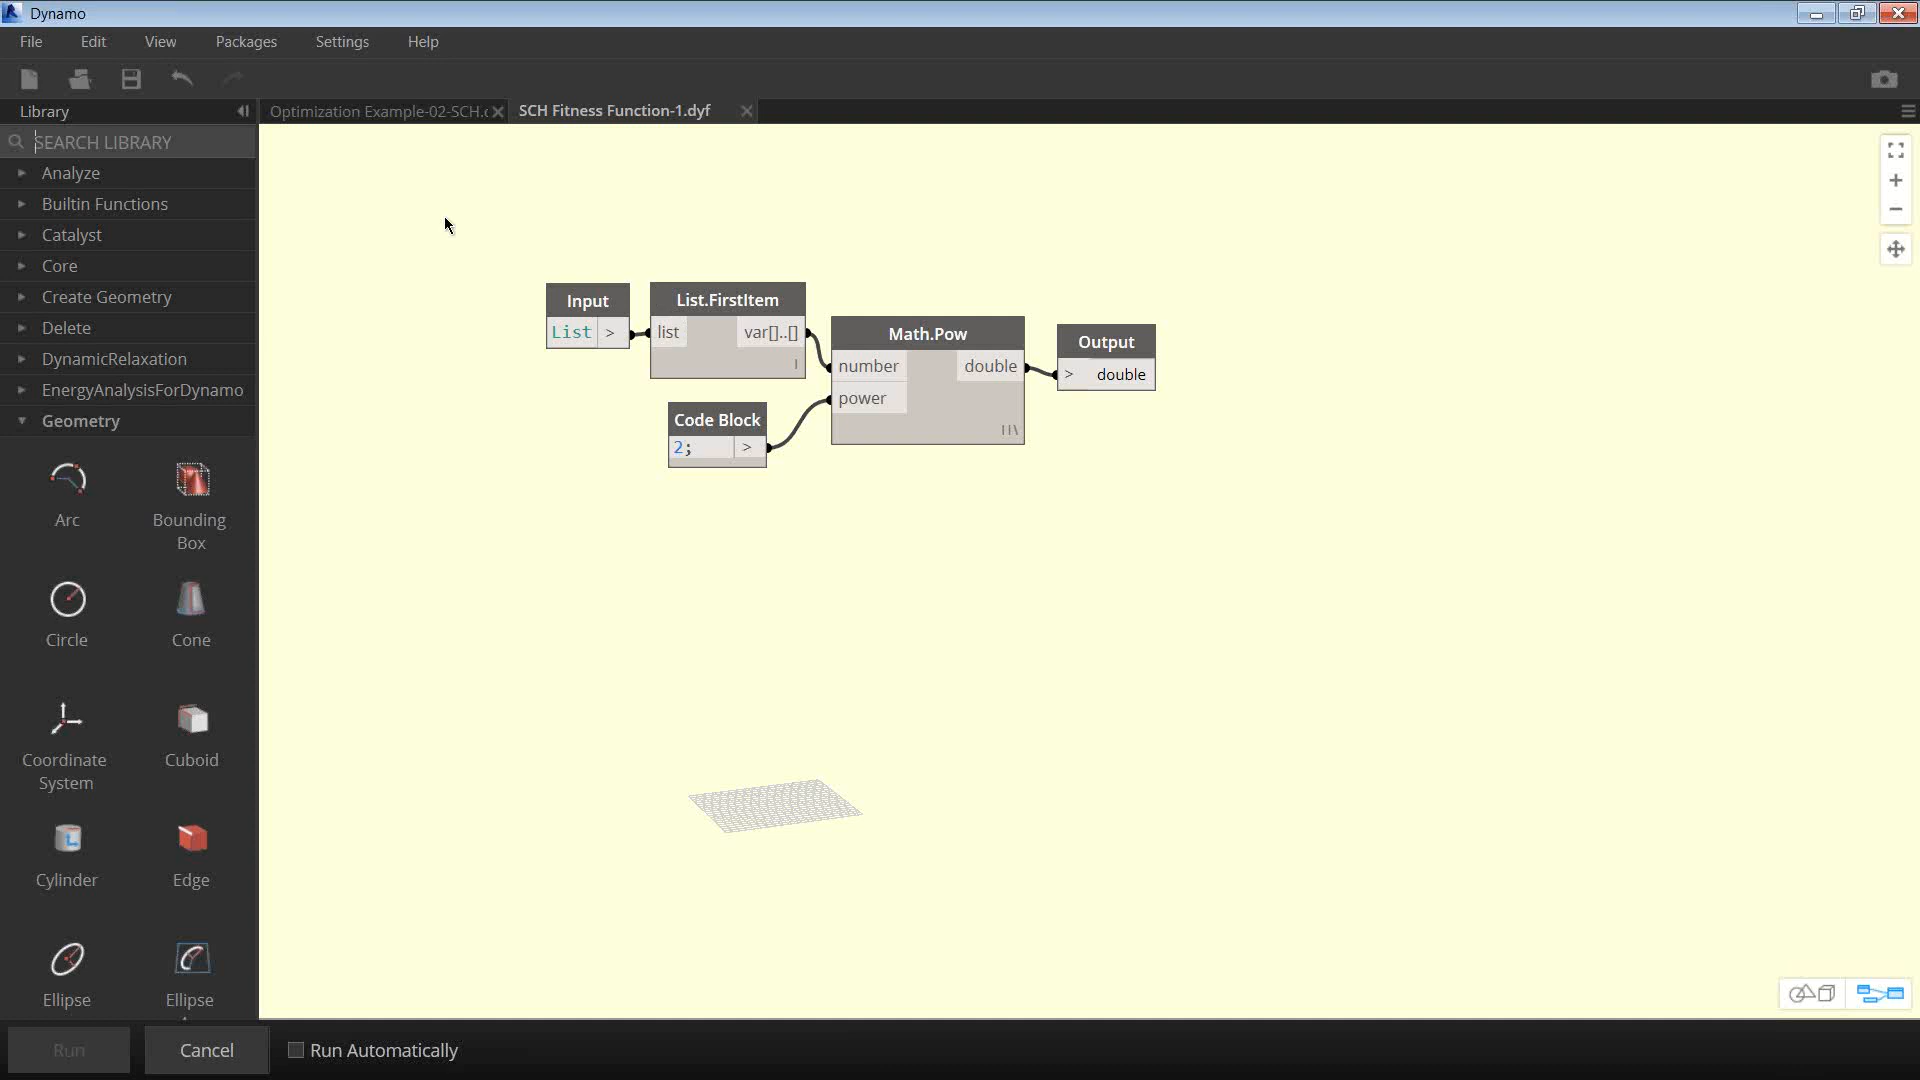 Dynamo
File Edit View Packages Settings Help
Library
Optimization Example-02-SCH.
SCH Fitness Function-1.dyf
SEARCH LIBRARY
Analyze
Builtin Functions
Catalyst
Core
Create Geometry
Delete
DynamicRelaxation
EnergyAnalysisForDynamo
Geometry
Arc
Bounding
Box
Circle
Cone
Coordinate
System
Cuboid
Cylinder
Edge
Ellipse
Ellipse
Input
List >
List.FirstItem
list var[]..[]
|
Code Block
2; >
Math.Pow
number double
power
||\
Output
> double
Run Cancel Run Automatically